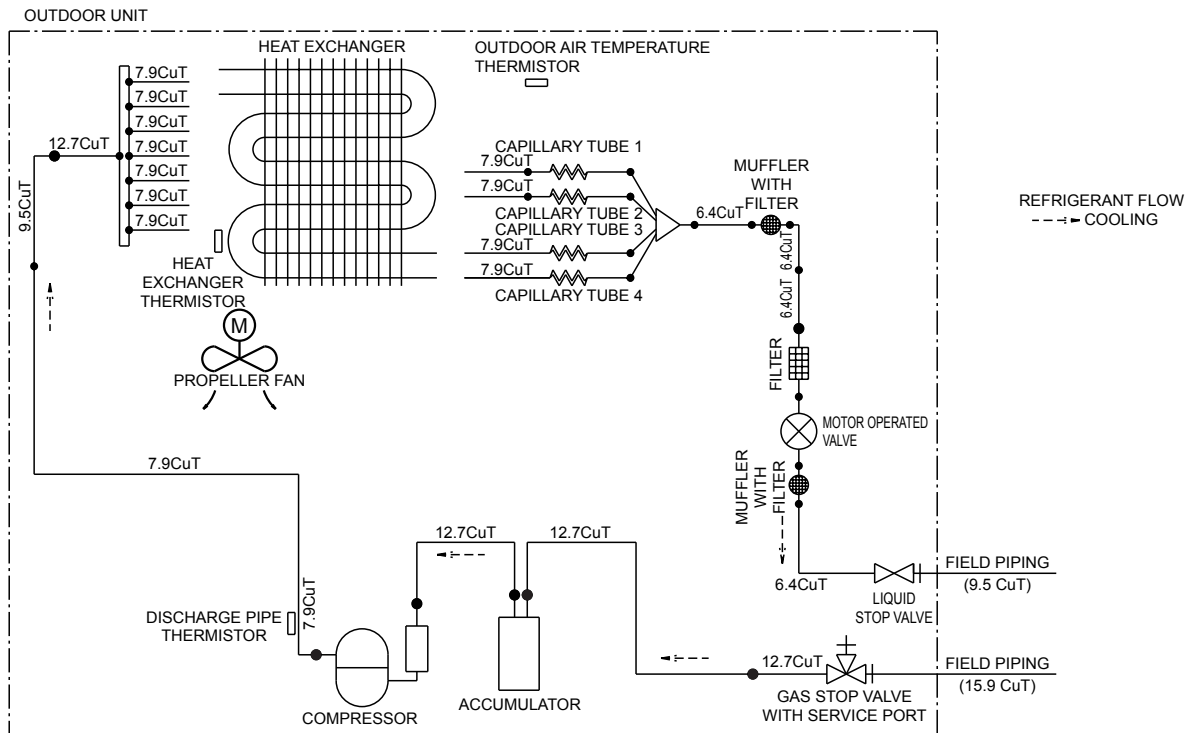 OUTDOOR UNIT
HEAT EXCHANGER
OUTDOOR AIR TEMPERATURE
THERMISTOR
7.9CuT
7.9CuT
7.9CuT
7.9CuT
7.9CuT
7.9CuT
7.9CuT
12.7CuT
9.5CuT
HEAT
EXCHANGER
THERMISTOR
M
PROPELLER FAN
CAPILLARY TUBE 1
7.9CuT
7.9CuT
CAPILLARY TUBE 2
CAPILLARY TUBE 3
7.9CuT
7.9CuT
CAPILLARY TUBE 4
6.4CuT
MUFFLER
WITH
FILTER
6.4CuT
6.4CuT
REFRIGERANT FLOW
COOLING
FILTER
MOTOR OPERATED
VALVE
MUFFLER
WITH
FILTER
6.4CuT
LIQUID
STOP VALVE
FIELD PIPING
(9.5 CuT)
7.9CuT
7.9CuT
DISCHARGE PIPE
THERMISTOR
COMPRESSOR
12.7CuT
12.7CuT
ACCUMULATOR
12.7CuT
GAS STOP VALVE
WITH SERVICE PORT
FIELD PIPING
(15.9 CuT)